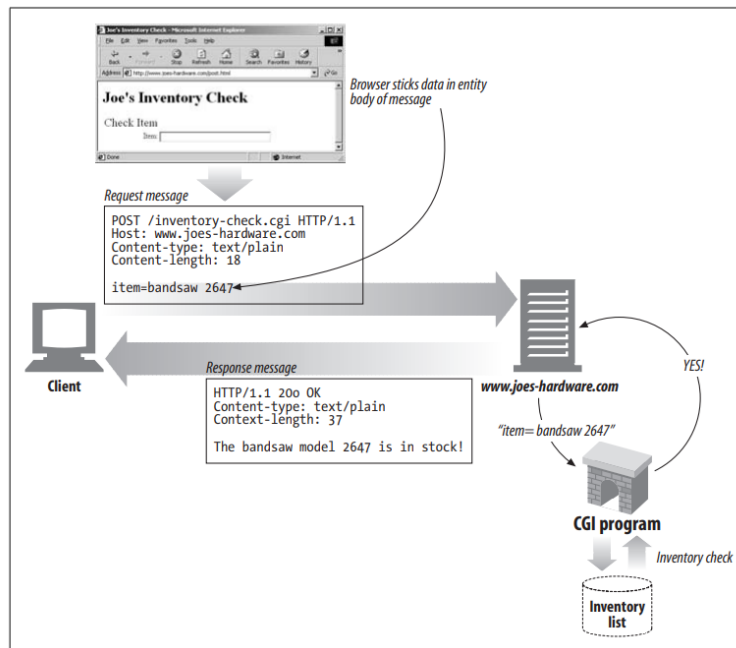 Joe's Inventory Check - Microsoft Internet Explorer
File Edit View Favorites Tools Help
Back Forward Stop Refresh Home Search Favorites History
Address http://www.joes-hardware.com/post.html Go
Joe's Inventory Check
Check Item
Item:
Done Internet
Browser sticks data in entity
body of message
Request message
POST /inventory-check.cgi HTTP/1.1
Host: www.joes-hardware.com
Content-type: text/plain
Content-length: 18
item=bandsaw 2647
Client
Response message
HTTP/1.1 2oo OK
Content-type: text/plain
Context-length: 37
The bandsaw model 2647 is in stock!
www.joes-hardware.com
YES!
“item= bandsaw 2647”
CGI program
Inventory check
Inventory
list